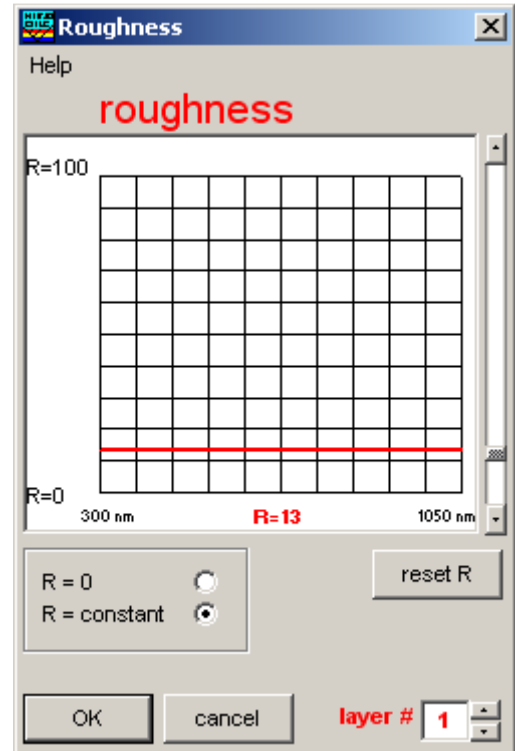 Roughness
Help
roughness
R=100
R=0
300 nm R=13 1050 nm
R = 0
R = constant
reset R
OK cancel layer # 1